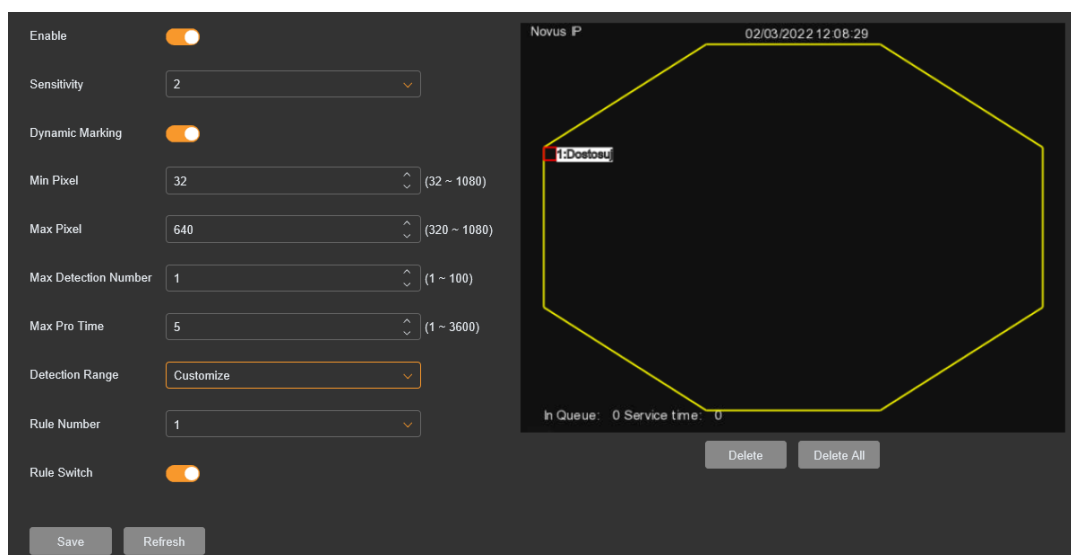 Enable
Sensitivity 2
Dynamic Marking
Min Pixel 32 (32 ~ 1080)
Max Pixel 640 (320 ~ 1080)
Max Detection Number 1 (1 ~ 100)
Max Pro Time 5 (1 ~ 3600)
Detection Range Customize
Rule Number 1
Rule Switch
Save Refresh
Novus IP 02/03/2022 12:08:29
1:Dostosuj
In Queue: 0 Service time: 0
Delete Delete All